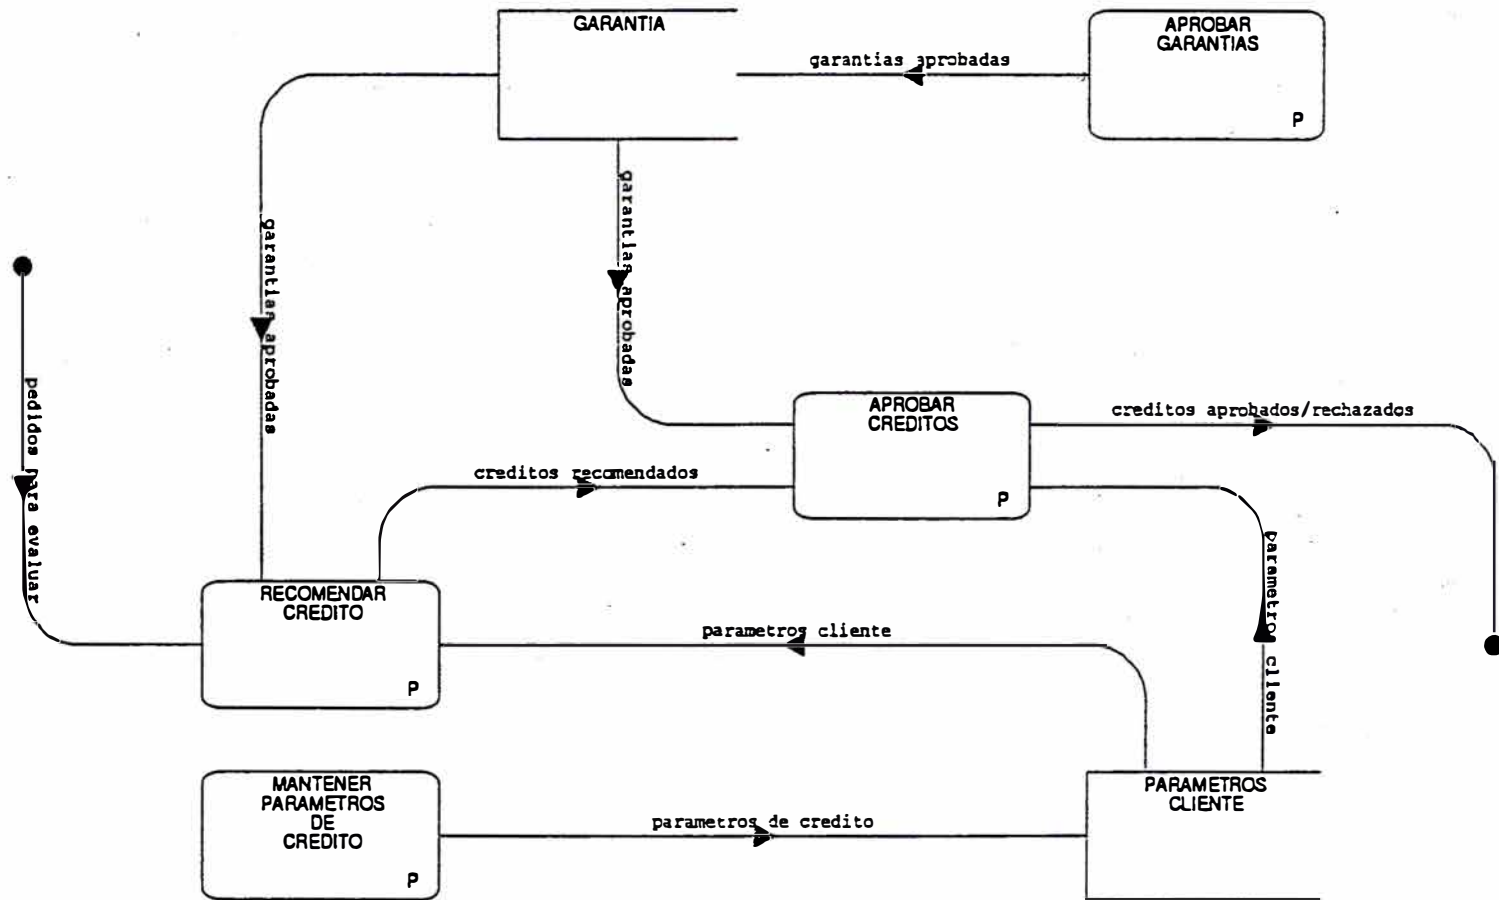 GARANTIA
APROBAR
GARANTIAS
P
garantias aprobadas
garantias aprobadas
garantias aprobadas
pedidos para evaluar
APROBAR
CREDITOS
P
creditos aprobados/rechazados
creditos recomendados
RECOMENDAR
CREDITO
P
parametros cliente
parametros cliente
MANTENER
PARAMETROS
DE
CREDITO
P
parametros de credito
PARAMETROS
CLIENTE